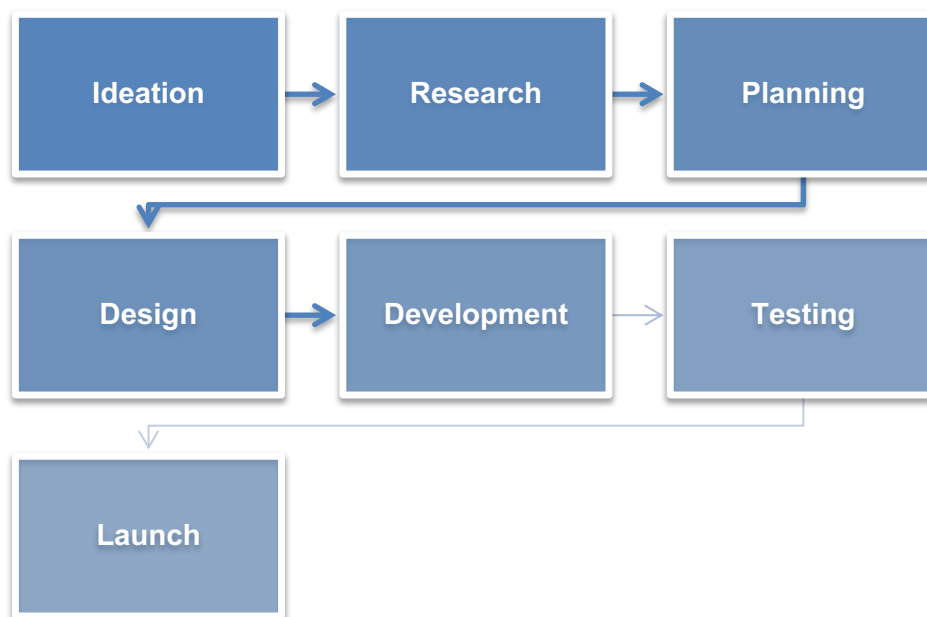 Ideation
Research
Planning
Design
Development
Testing
Launch